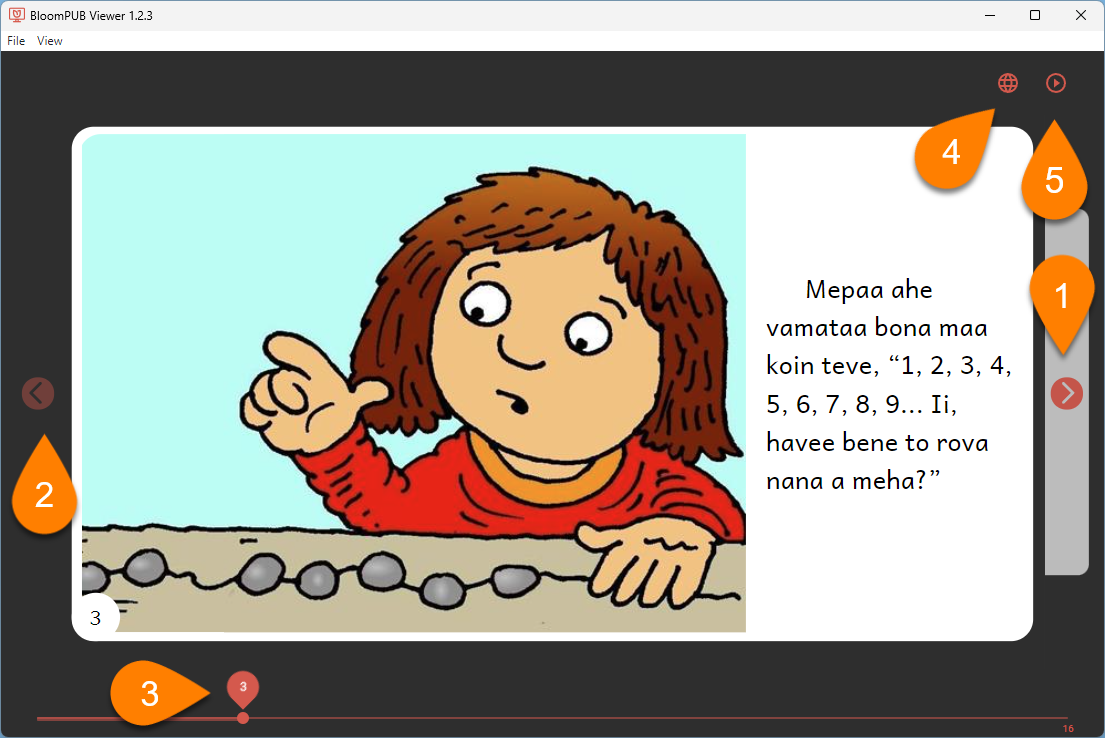 BloomPUB Viewer 1.2.3
File View
4
5
Mepaa ahe
vamataa bona maa
koin teve, “1, 2, 3, 4,
5, 6, 7, 8, 9... Ii,
havee bene to rova
nana a meha?”
1
2
3
3
3
16